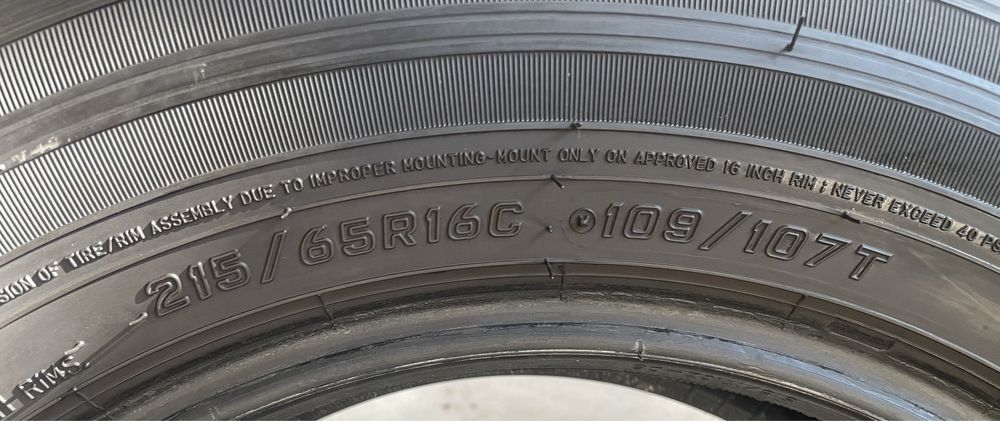 SION OF TIRE/RIM ASSEMBLY DUE TO IMPROPER MOUNTING-MOUNT ONLY ON APPROVED 16 INCH RIM ; NEVER EXCEED 40 PS
215/65R16C 109/107T
RIMS.